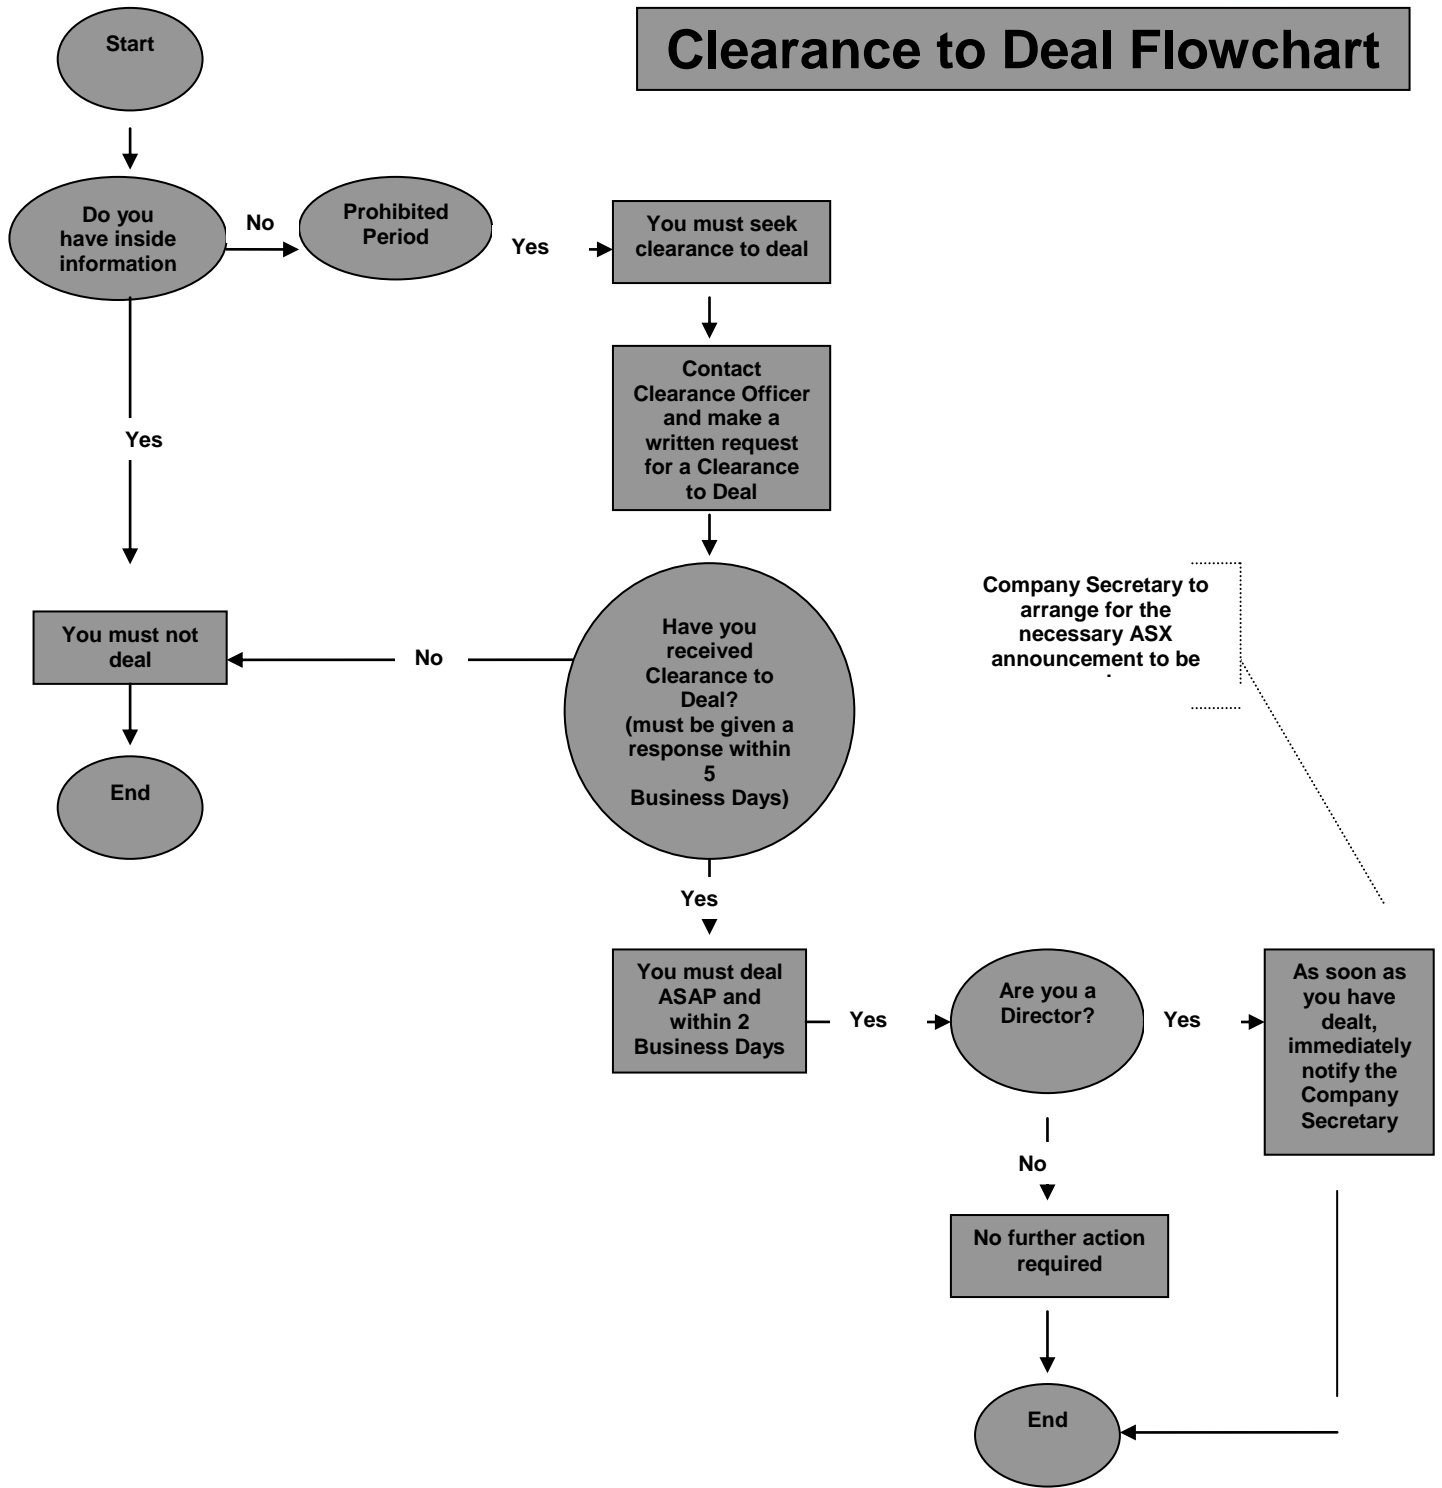 Start
Clearance to Deal Flowchart
Do you
have inside
information
No
Prohibited
Period
Yes
You must seek
clearance to deal
Contact
Clearance Officer
and make a
written request
for a Clearance
to Deal
Yes
Company Secretary to
arrange for the
necessary ASX
announcement to be
You must not
deal
No
Have you
received
Clearance to
Deal?
(must be given a
response within
5
Business Days)
End
Yes
You must deal
ASAP and
within 2
Business Days
Yes
Are you a
Director?
Yes
As soon as
you have
dealt,
immediately
notify the
Company
Secretary
No
No further action
required
End